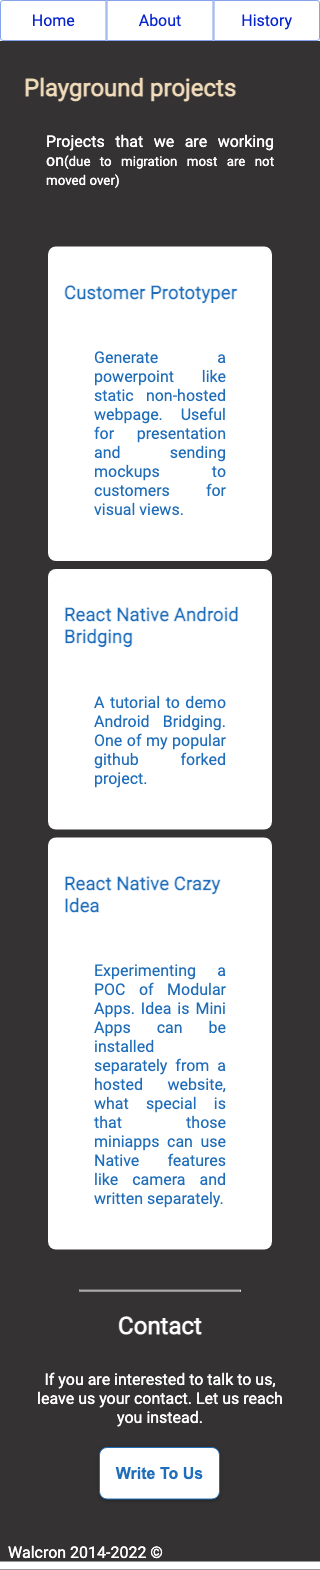 Home About History
Playground projects
Projects that we are working
on(due to migration most are not
moved over)
Customer Prototyper
Generate a
powerpoint like
static non-hosted
webpage. Useful
for presentation
and sending
mockups to
customers for
visual views.
React Native Android
Bridging
A tutorial to demo
Android Bridging.
One of my popular
github forked
project.
React Native Crazy
Idea
Experimenting a
POC of Modular
Apps. Idea is Mini
Apps can be
installed
separately from a
hosted website,
what special is
that those
miniapps can use
Native features
like camera and
written separately.
Contact
If you are interested to talk to us,
leave us your contact. Let us reach
you instead.
Write To Us
Walcron 2014-2022 ©